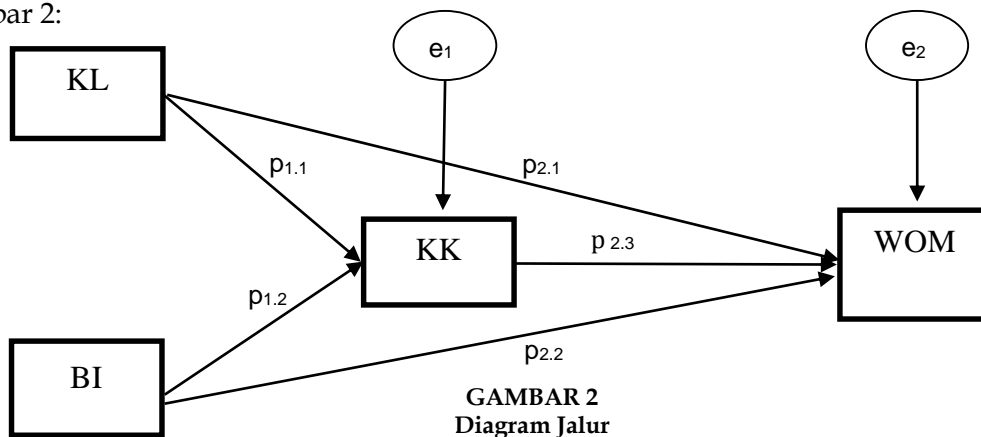 bar 2:
e1
e2
KL
p1.1
p2.1
KK
p 2.3
WOM
p1.2
p2.2
BI
GAMBAR 2
Diagram Jalur